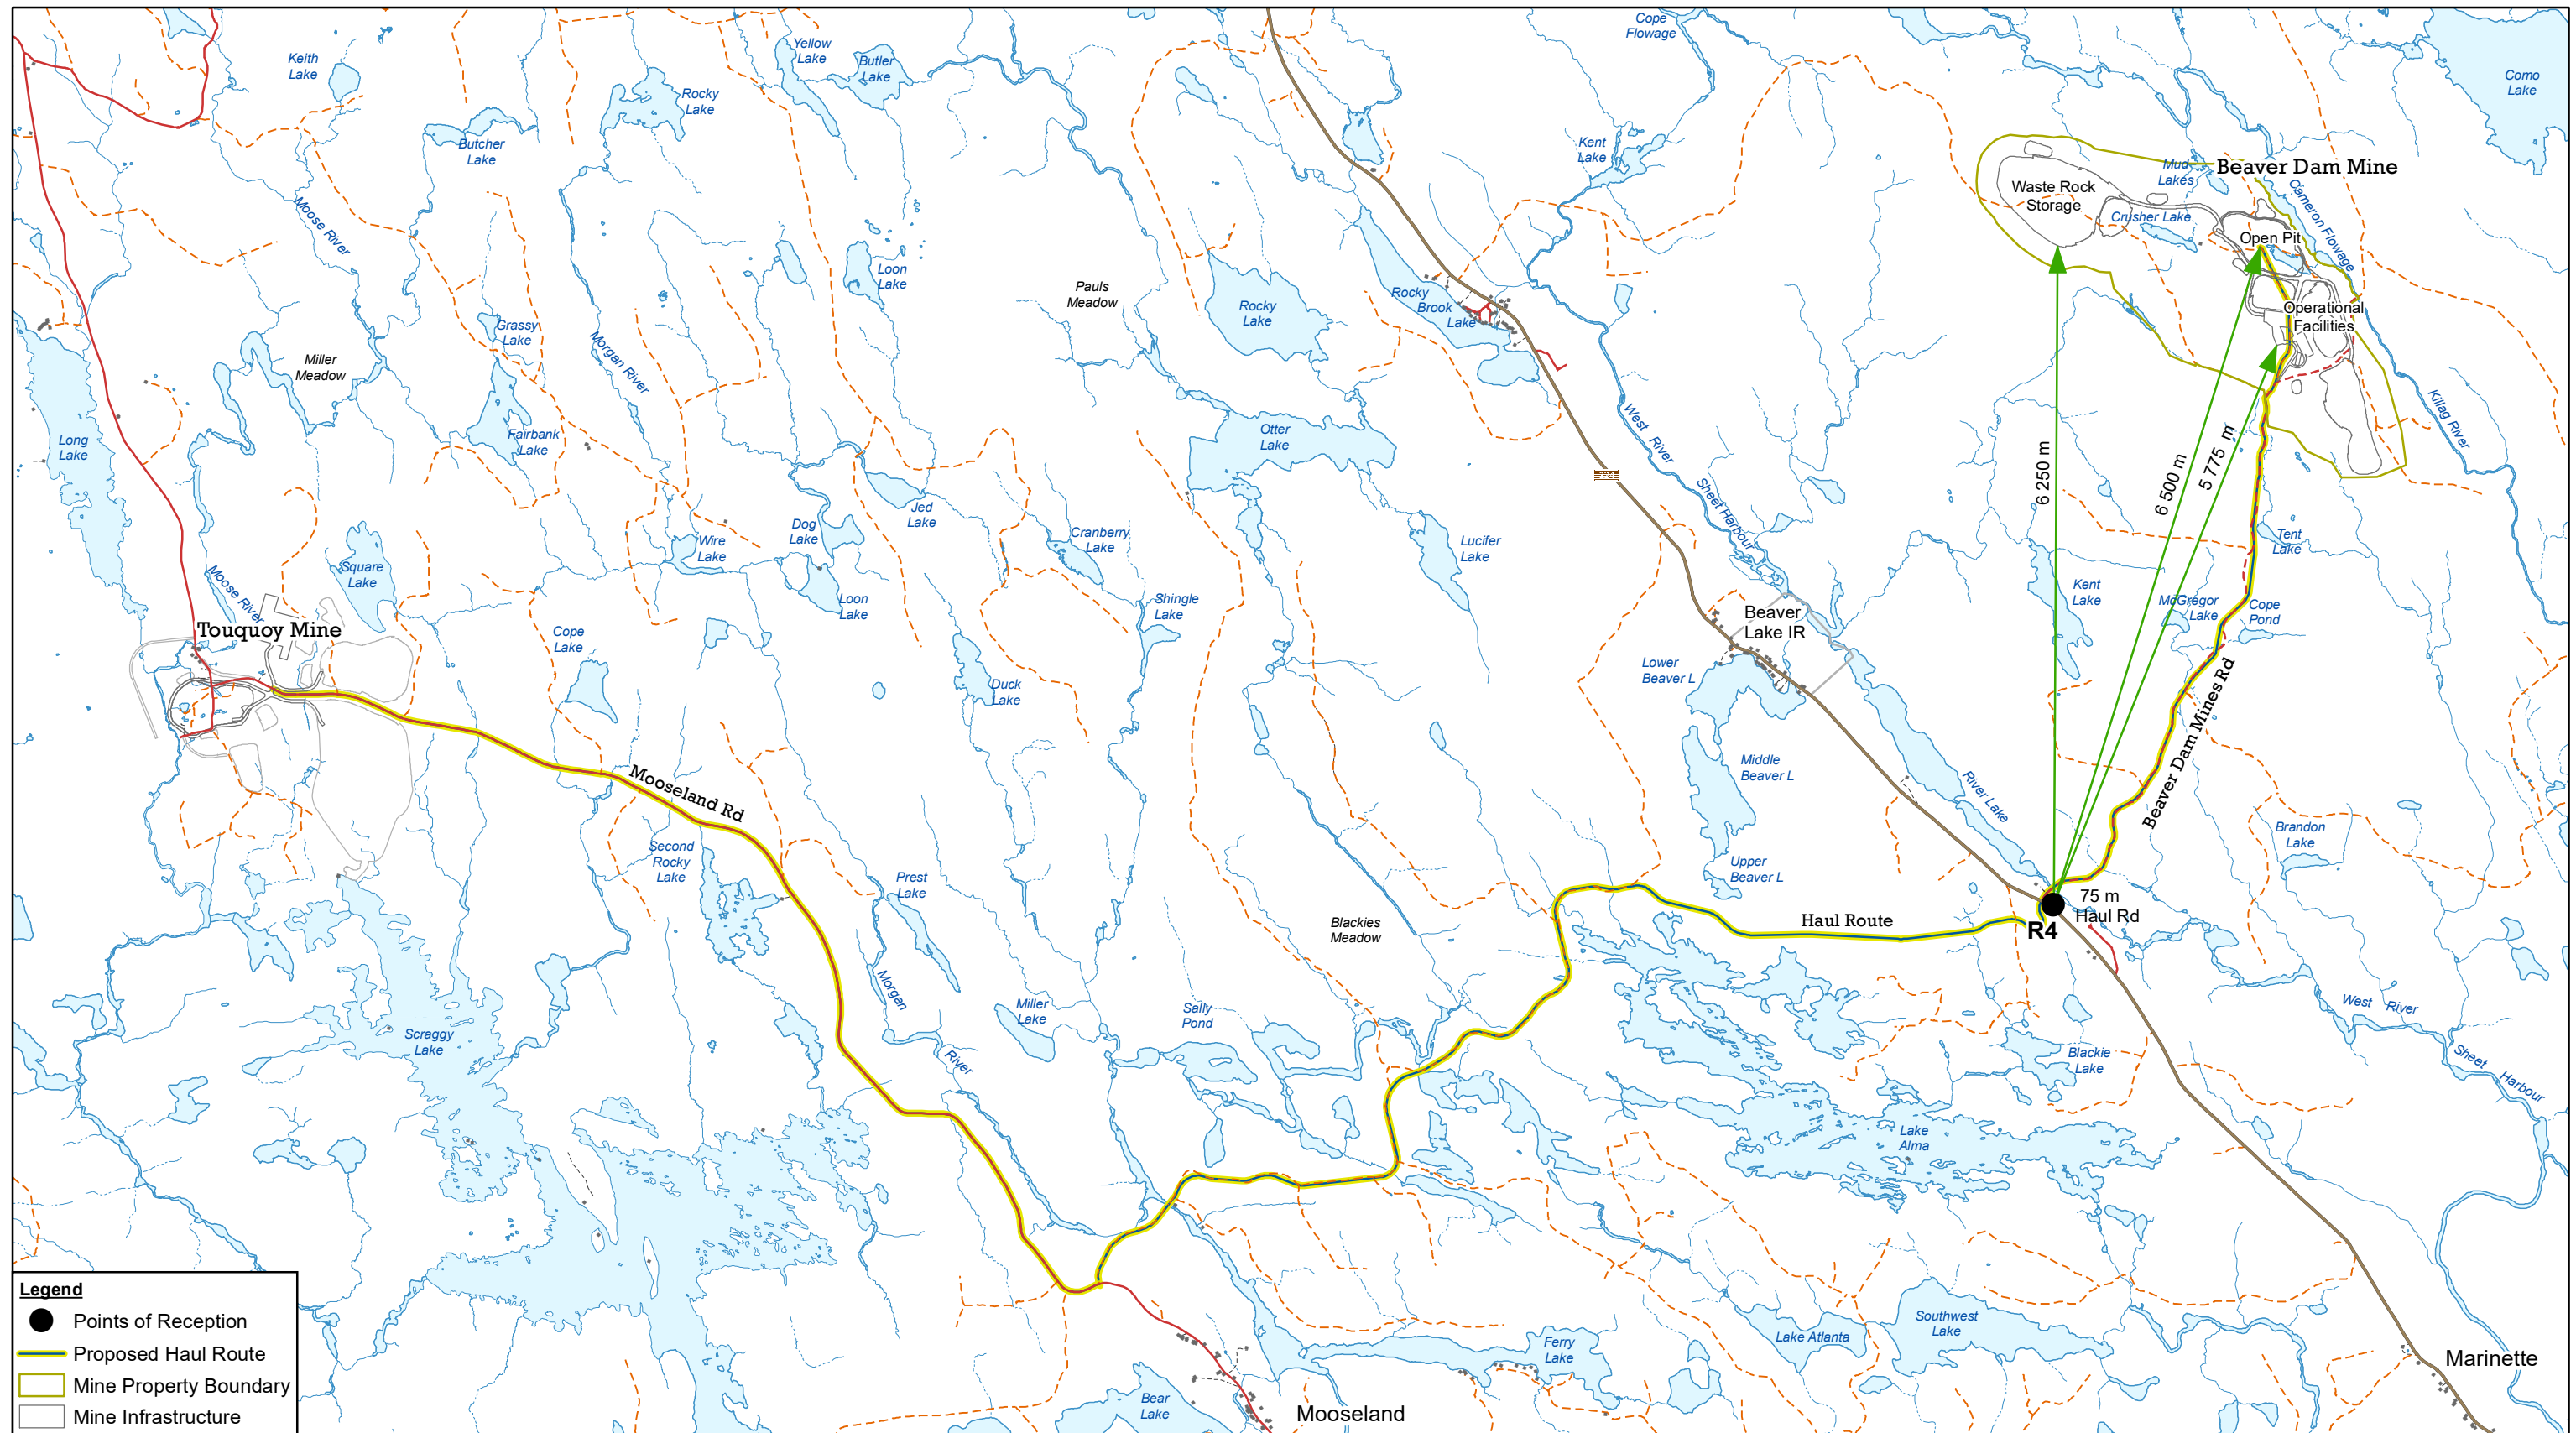 Cope
Flowage
Yellow
Lake
Butler
Lake
Keith
Lake
Como
Lake
Rocky
Lake
Butcher
Lake
Kent
Lake
Mud
Lakes
Beaver Dam Mine
Waste Rock
Storage
Crusher Lake
Cameron Flowage
Moose River
Open Pit
Loon
Lake
Pauls
Meadow
Rocky
Lake
Rocky
Brook
Lake
Operational
Facilities
Grassy
Lake
Morgan River
Miller
Meadow
West River
Killag River
Long
Lake
Fairbank
Lake
Otter
Lake
6 250 m
6 500 m
5 775 m
Sheet Harbour
Jed
Lake
Dog
Lake
Cranberry
Lake
Wire
Lake
Lucifer
Lake
Tent
Lake
Square
Lake
Moose River
Loon
Lake
Shingle
Lake
Kent
Lake
McGregor
Lake
Cope
Pond
Beaver
Lake IR
Touquoy Mine
Cope
Lake
Duck
Lake
Lower
Beaver L
Beaver Dam Mines Rd
Middle
Beaver L
Mooseland Rd
River Lake
Second
Rocky
Lake
Brandon
Lake
Upper
Beaver L
Prest
Lake
75 m
Haul Rd
Haul Route
R4
Blackies
Meadow
Morgan
River
Miller
Lake
Sally
Pond
West River
Scraggy
Lake
Blackie
Lake
Sheet Harbour
Lake
Alma
Southwest
Lake
Lake Atlanta
Ferry
Lake
Marinette
Bear
Lake
Mooseland
Legend
Points of Reception
Proposed Haul Route
Mine Property Boundary
Mine Infrastructure